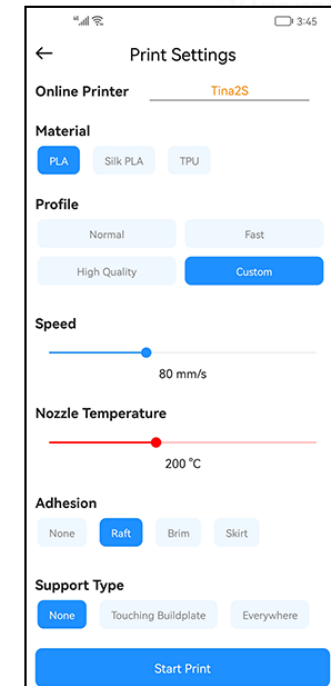 3:45
Print Settings
Online Printer Tina2S
Material
PLA Silk PLA TPU
Profile
Normal Fast
High Quality Custom
Speed
80 mm/s
Nozzle Temperature
200 °C
Adhesion
None Raft Brim Skirt
Support Type
None Touching Buildplate Everywhere
Start Print